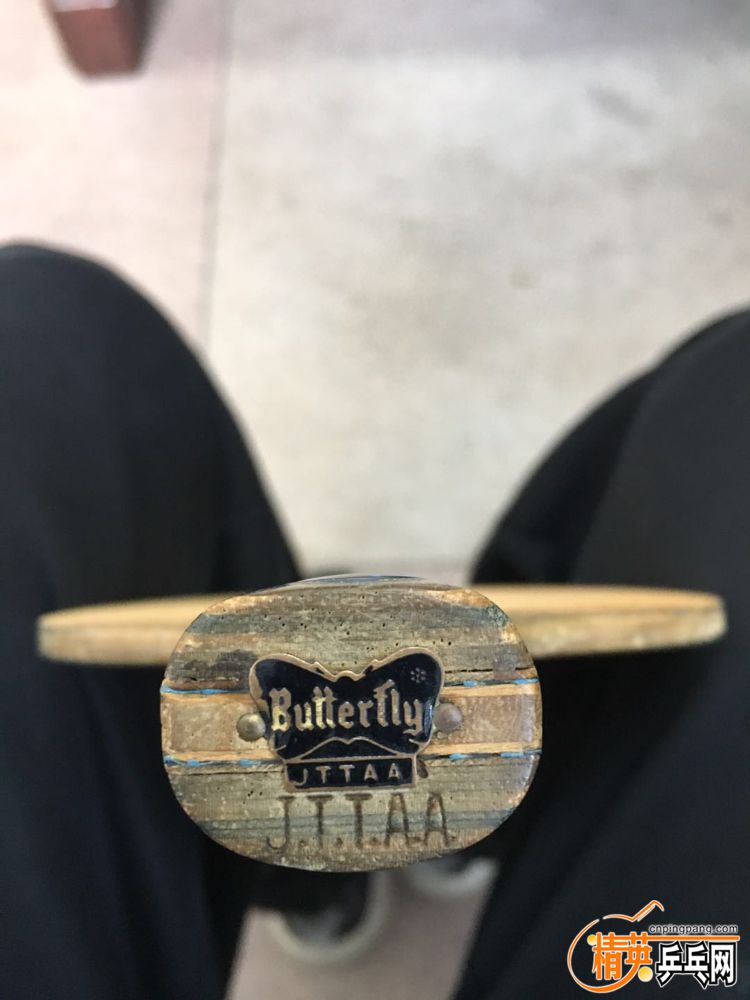 Butterfly
JTTAA
J.T.T.A.A.
cnpingpang.com
精英乒乓网